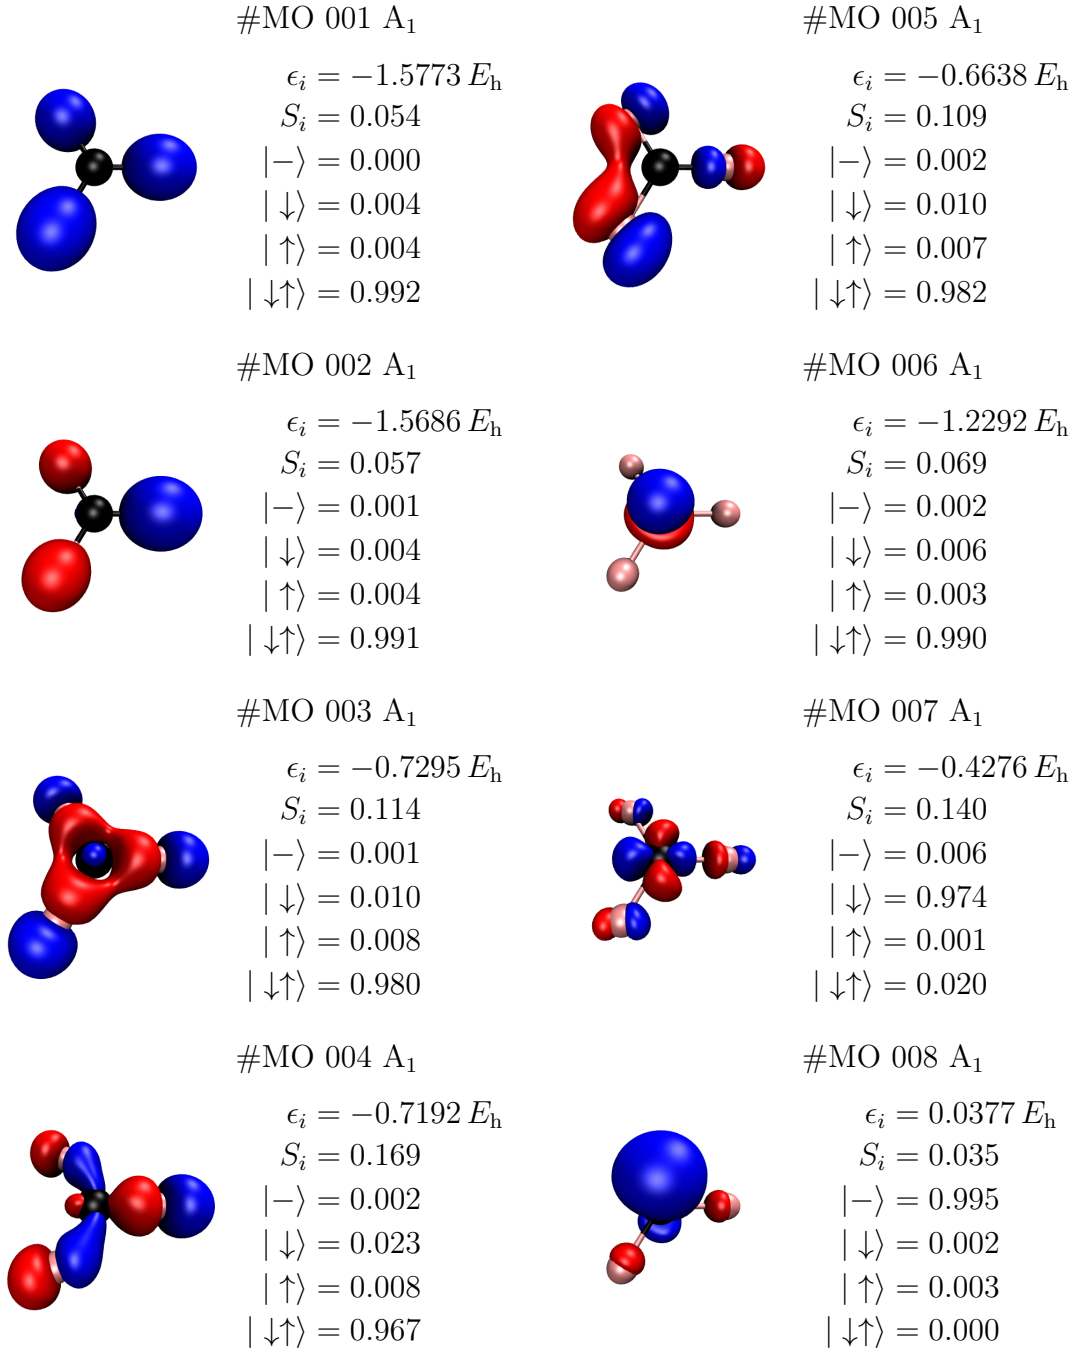 #MO 001 A₁
ϵᵢ = −1.5773 Eₕ
Sᵢ = 0.054
|−⟩ = 0.000
| ↓⟩ = 0.004
| ↑⟩ = 0.004
| ↓↑⟩ = 0.992
#MO 002 A₁
ϵᵢ = −1.5686 Eₕ
Sᵢ = 0.057
|−⟩ = 0.001
| ↓⟩ = 0.004
| ↑⟩ = 0.004
| ↓↑⟩ = 0.991
#MO 003 A₁
ϵᵢ = −0.7295 Eₕ
Sᵢ = 0.114
|−⟩ = 0.001
| ↓⟩ = 0.010
| ↑⟩ = 0.008
| ↓↑⟩ = 0.980
#MO 004 A₁
ϵᵢ = −0.7192 Eₕ
Sᵢ = 0.169
|−⟩ = 0.002
| ↓⟩ = 0.023
| ↑⟩ = 0.008
| ↓↑⟩ = 0.967
#MO 005 A₁
ϵᵢ = −0.6638 Eₕ
Sᵢ = 0.109
|−⟩ = 0.002
| ↓⟩ = 0.010
| ↑⟩ = 0.007
| ↓↑⟩ = 0.982
#MO 006 A₁
ϵᵢ = −1.2292 Eₕ
Sᵢ = 0.069
|−⟩ = 0.002
| ↓⟩ = 0.006
| ↑⟩ = 0.003
| ↓↑⟩ = 0.990
#MO 007 A₁
ϵᵢ = −0.4276 Eₕ
Sᵢ = 0.140
|−⟩ = 0.006
| ↓⟩ = 0.974
| ↑⟩ = 0.001
| ↓↑⟩ = 0.020
#MO 008 A₁
ϵᵢ = 0.0377 Eₕ
Sᵢ = 0.035
|−⟩ = 0.995
| ↓⟩ = 0.002
| ↑⟩ = 0.003
| ↓↑⟩ = 0.000